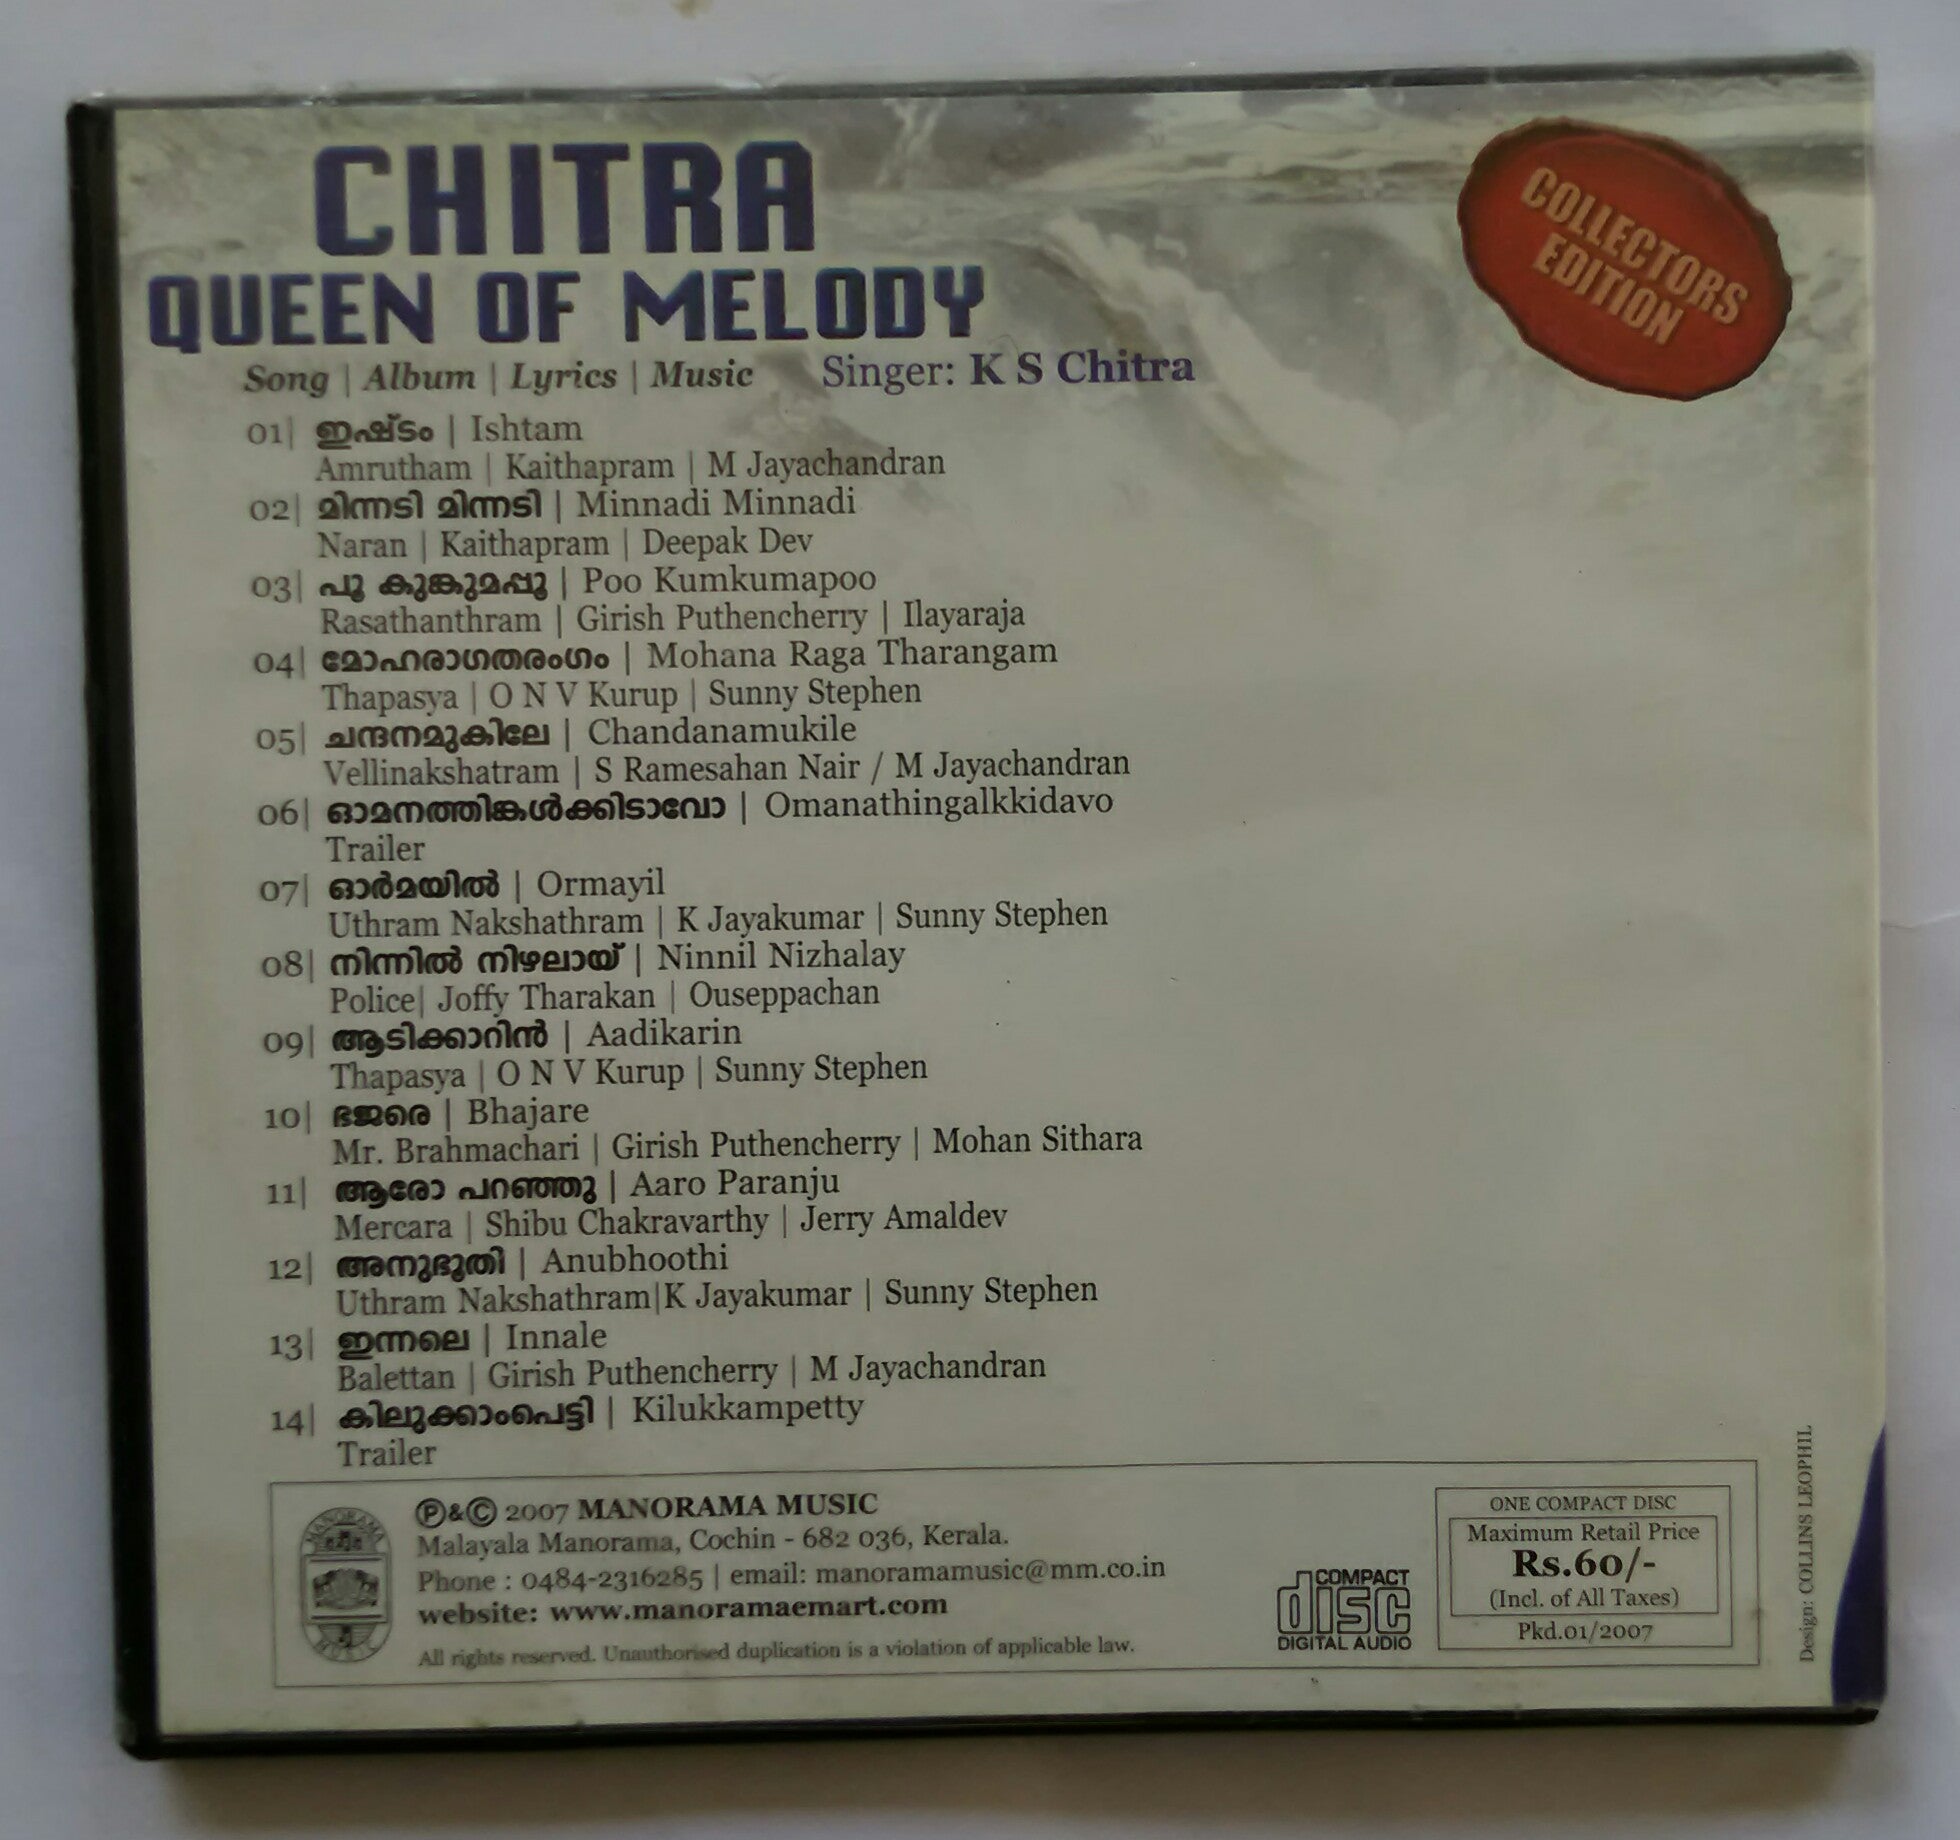 CHITRA
QUEEN OF MELODY
COLLECTORS
EDITION
Song | Album | Lyrics | Music Singer: K S Chitra
01| ഇഷ്ടം | Ishtam
Amrutham | Kaithapram | M Jayachandran
02| മിന്നടി മിന്നടി | Minnadi Minnadi
Naran | Kaithapram | Deepak Dev
03| പൂ കുങ്കുമപ്പൂ | Poo Kumkumapoo
Rasathanthram | Girish Puthencherry | Ilayaraja
04| മോഹരാഗതരംഗം | Mohana Raga Tharangam
Thapasya | O N V Kurup | Sunny Stephen
05| ചന്ദനമുകിലേ | Chandanamukile
Vellinakshatram | S Ramesahan Nair / M Jayachandran
06| ഓമനത്തിങ്കൾക്കിടാവോ | Omanathingalkkidavo
Trailer
07| ഓർമയിൽ | Ormayil
Uthram Nakshathram | K Jayakumar | Sunny Stephen
08| നിന്നിൽ നിഴലായ് | Ninnil Nizhalay
Police| Joffy Tharakan | Ouseppachan
09| ആടിക്കാറിൻ | Aadikarin
Thapasya | O N V Kurup | Sunny Stephen
10| ഭജരെ | Bhajare
Mr. Brahmachari | Girish Puthencherry | Mohan Sithara
11| ആരോ പറഞ്ഞു | Aaro Paranju
Mercara | Shibu Chakravarthy | Jerry Amaldev
12| അനുഭൂതി | Anubhoothi
Uthram Nakshathram|K Jayakumar | Sunny Stephen
13| ഇന്നലെ | Innale
Balettan | Girish Puthencherry | M Jayachandran
14| കിലുക്കാംപെട്ടി | Kilukkampetty
Trailer
MANORAMA
MUSIC
Ⓟ&© 2007 MANORAMA MUSIC
Malayala Manorama, Cochin - 682 036, Kerala.
Phone : 0484-2316285 | email: manoramamusic@mm.co.in
website: www.manoramaemart.com
All rights reserved. Unauthorised duplication is a violation of applicable law.
COMPACT
disc
DIGITAL AUDIO
ONE COMPACT DISC
Maximum Retail Price
Rs.60/-
(Incl. of All Taxes)
Pkd.01/2007
Design: COLLINS LEOPHIL